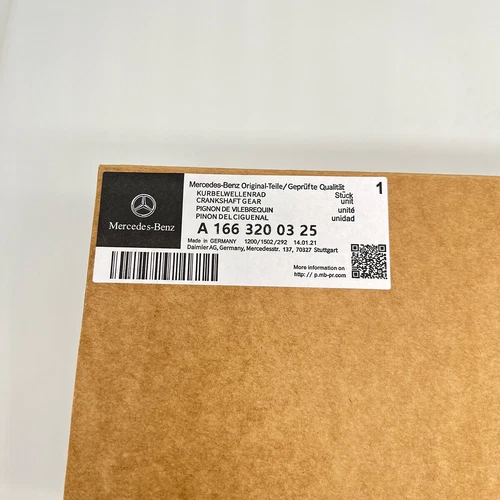 Mercedes-Benz Original-Teile/Geprüfte Qualität 1
KURBELWELLENRAD Stück
CRANKSHAFT GEAR unit
PIGNON DE VILEBREQUIN unité
PINON DEL CIGUENAL unidad
A 166 320 03 25
Made in GERMANY 1200/1502/292 14.01.21
Daimler AG, Germany, Mercedesstr. 137, 70327 Stuttgart
Mercedes-Benz
More information on
http:// p.mb-pr.com